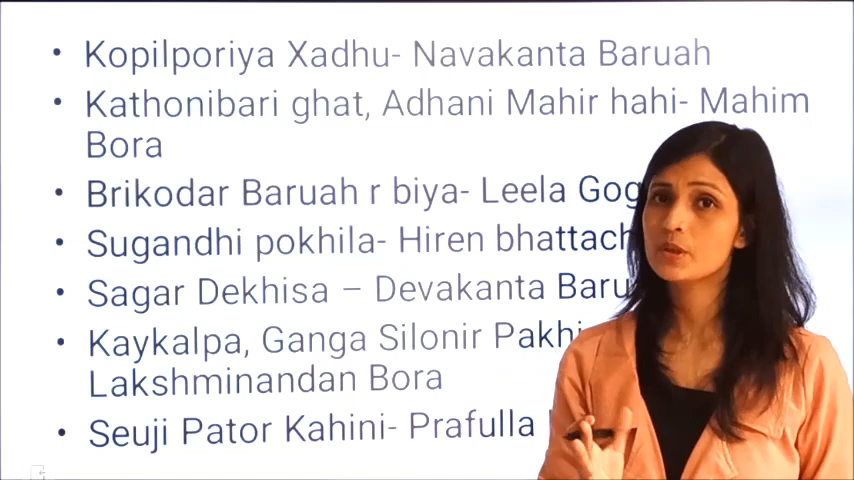 • Kopilporiya Xadhu- Navakanta Baruah
• Kathonibari ghat, Adhani Mahir hahi- Mahim
Bora
• Brikodar Baruah r biya- Leela Gog
• Sugandhi pokhila- Hiren bhattach
• Sagar Dekhisa – Devakanta Baru
• Kaykalpa, Ganga Silonir Pakhi
Lakshminandan Bora
• Seuji Pator Kahini- Prafulla